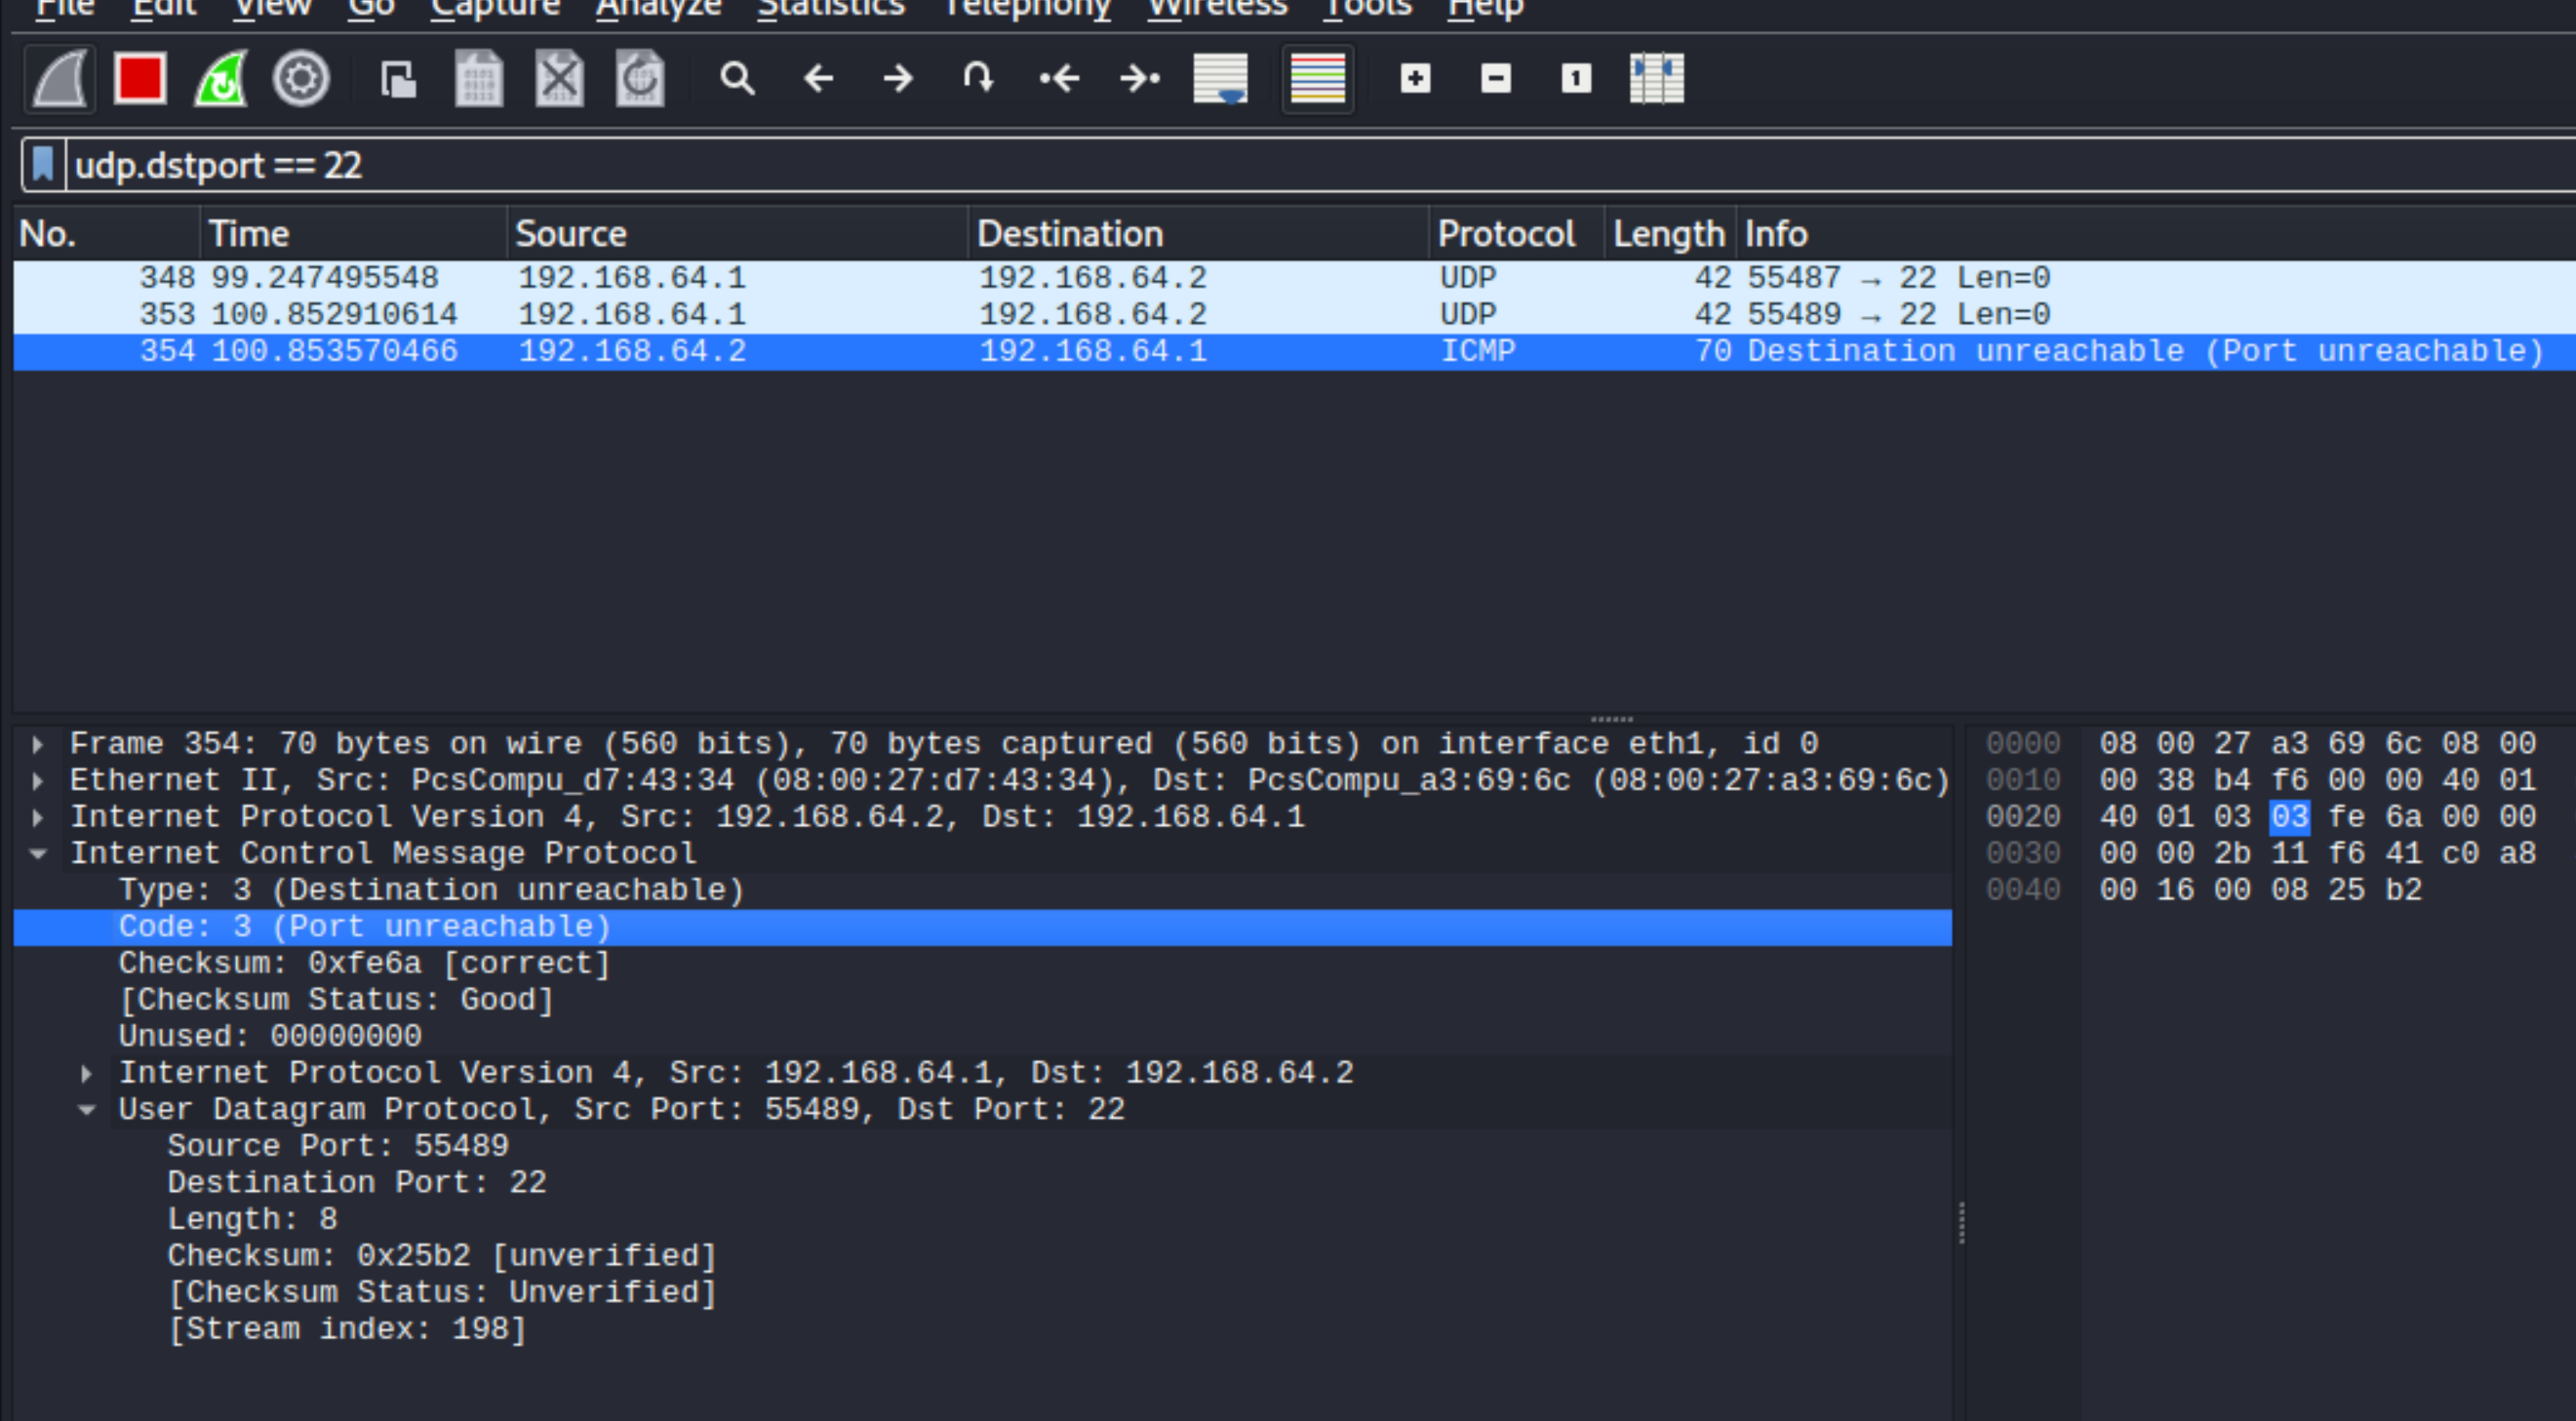 File Edit View Go Capture Analyze Statistics Telephony Wireless Tools Help
udp.dstport == 22
No. Time Source Destination Protocol Length Info
348 99.247495548 192.168.64.1 192.168.64.2 UDP 42 55487 → 22 Len=0
353 100.852910614 192.168.64.1 192.168.64.2 UDP 42 55489 → 22 Len=0
354 100.853570466 192.168.64.2 192.168.64.1 ICMP 70 Destination unreachable (Port unreachable)
Frame 354: 70 bytes on wire (560 bits), 70 bytes captured (560 bits) on interface eth1, id 0
Ethernet II, Src: PcsCompu_d7:43:34 (08:00:27:d7:43:34), Dst: PcsCompu_a3:69:6c (08:00:27:a3:69:6c)
Internet Protocol Version 4, Src: 192.168.64.2, Dst: 192.168.64.1
Internet Control Message Protocol
Type: 3 (Destination unreachable)
Code: 3 (Port unreachable)
Checksum: 0xfe6a [correct]
[Checksum Status: Good]
Unused: 00000000
Internet Protocol Version 4, Src: 192.168.64.1, Dst: 192.168.64.2
User Datagram Protocol, Src Port: 55489, Dst Port: 22
Source Port: 55489
Destination Port: 22
Length: 8
Checksum: 0x25b2 [unverified]
[Checksum Status: Unverified]
[Stream index: 198]
0000 08 00 27 a3 69 6c 08 00
0010 00 38 b4 f6 00 00 40 01
0020 40 01 03 03 fe 6a 00 00
0030 00 00 2b 11 f6 41 c0 a8
0040 00 16 00 08 25 b2